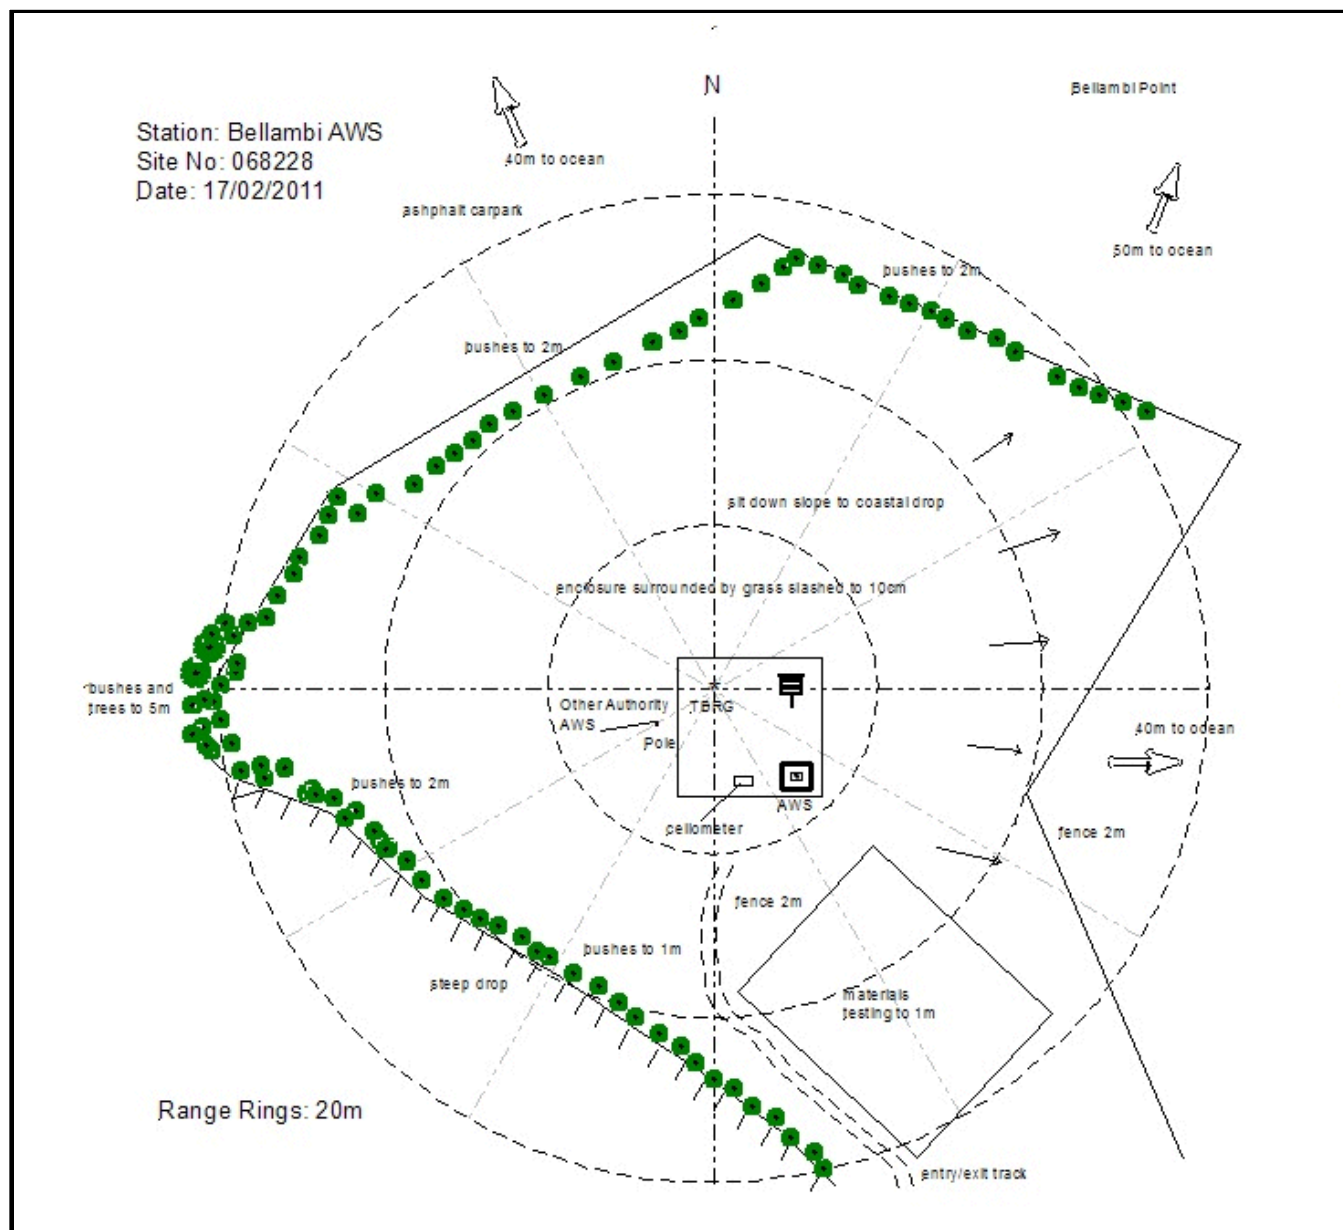 N
Bellambi Point
Station: Bellambi AWS
Site No: 068228
Date: 17/02/2011
40m to ocean
ashphalt carpark
50m to ocean
bushes to 2m
bushes to 2m
slt down slope to coastal drop
enclosure surrounded by grass slashed to 10cm
bushes and
trees to 5m
Other Authority
AWS
TBRG
Pole
40m to ocean
bushes to 2m
AWS
ceilometer
fence 2m
fence 2m
bushes to 1m
steep drop
materials
testing to 1m
Range Rings: 20m
entry/exit track